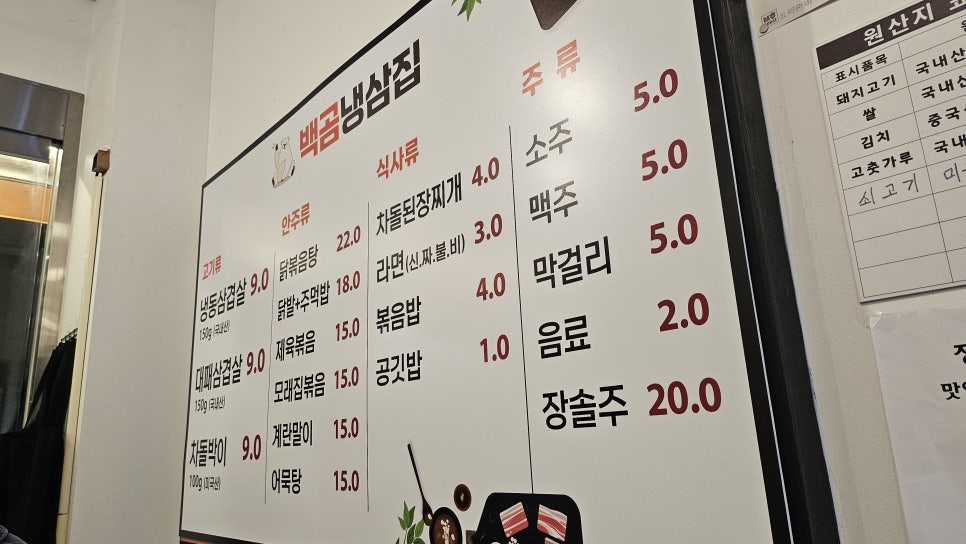 백곰냉삼집
고기류
냉동삼겹살 9.0
150g (국내산)
대패삼겹살 9.0
150g (국내산)
차돌박이 9.0
100g (미국산)
안주류
닭볶음탕 22.0
닭발+주먹밥 18.0
제육볶음 15.0
모래집볶음 15.0
계란말이 15.0
어묵탕 15.0
식사류
차돌된장찌개 4.0
라면(신.짜.불.비) 3.0
볶음밥 4.0
공깃밥 1.0
주류
소주 5.0
맥주 5.0
막걸리 5.0
음료 2.0
장솔주 20.0
원산지
표시품목
돼지고기 국내산
쌀 국내산
김치 중국
고춧가루 국내
쇠고기 미